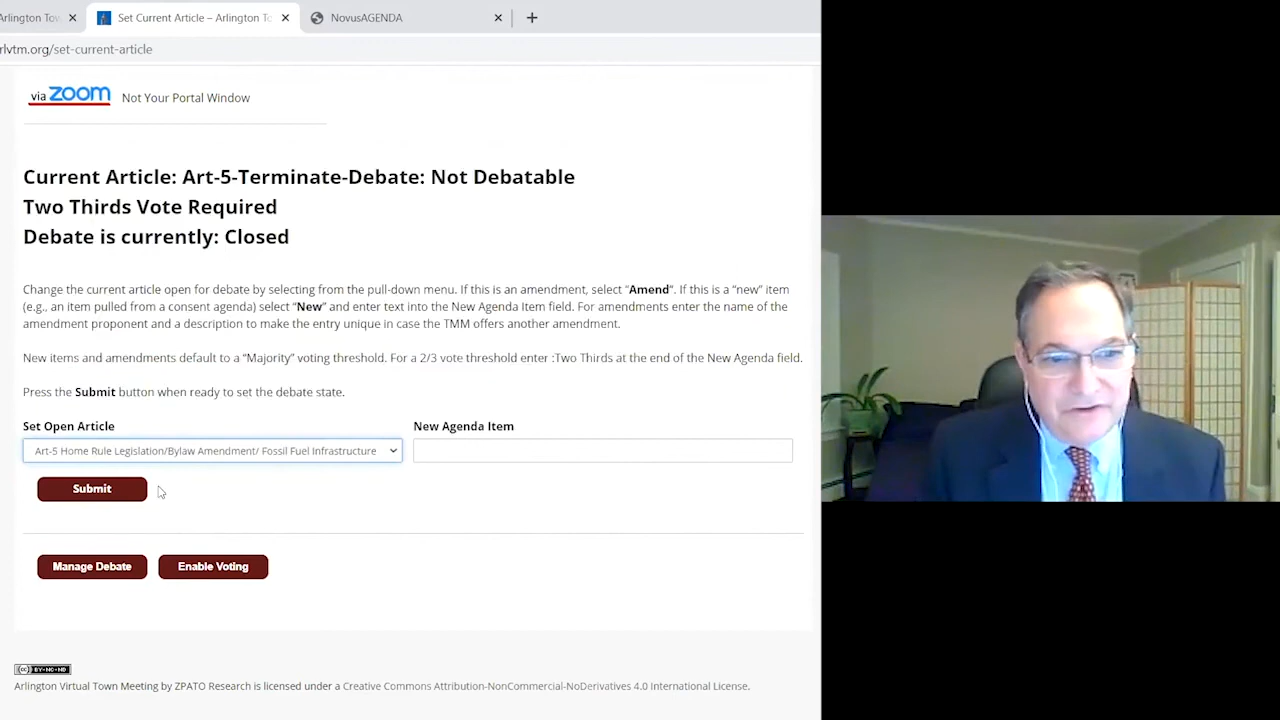 Arlington Tow
Set Current Article – Arlington To
NovusAGENDA
rlvtm.org/set-current-article
via zoom Not Your Portal Window
Current Article: Art-5-Terminate-Debate: Not Debatable
Two Thirds Vote Required
Debate is currently: Closed
Change the current article open for debate by selecting from the pull-down menu. If this is an amendment, select "Amend". If this is a "new" item
(e.g., an item pulled from a consent agenda) select "New" and enter text into the New Agenda Item field. For amendments enter the name of the
amendment proponent and a description to make the entry unique in case the TMM offers another amendment.
New items and amendments default to a "Majority" voting threshold. For a 2/3 vote threshold enter :Two Thirds at the end of the New Agenda field.
Press the Submit button when ready to set the debate state.
Set Open Article
New Agenda Item
Art-5 Home Rule Legislation/Bylaw Amendment/ Fossil Fuel Infrastructure
Submit
Manage Debate
Enable Voting
(cc) BY-NC-ND
Arlington Virtual Town Meeting by ZPATO Research is licensed under a Creative Commons Attribution-NonCommercial-NoDerivatives 4.0 International License.